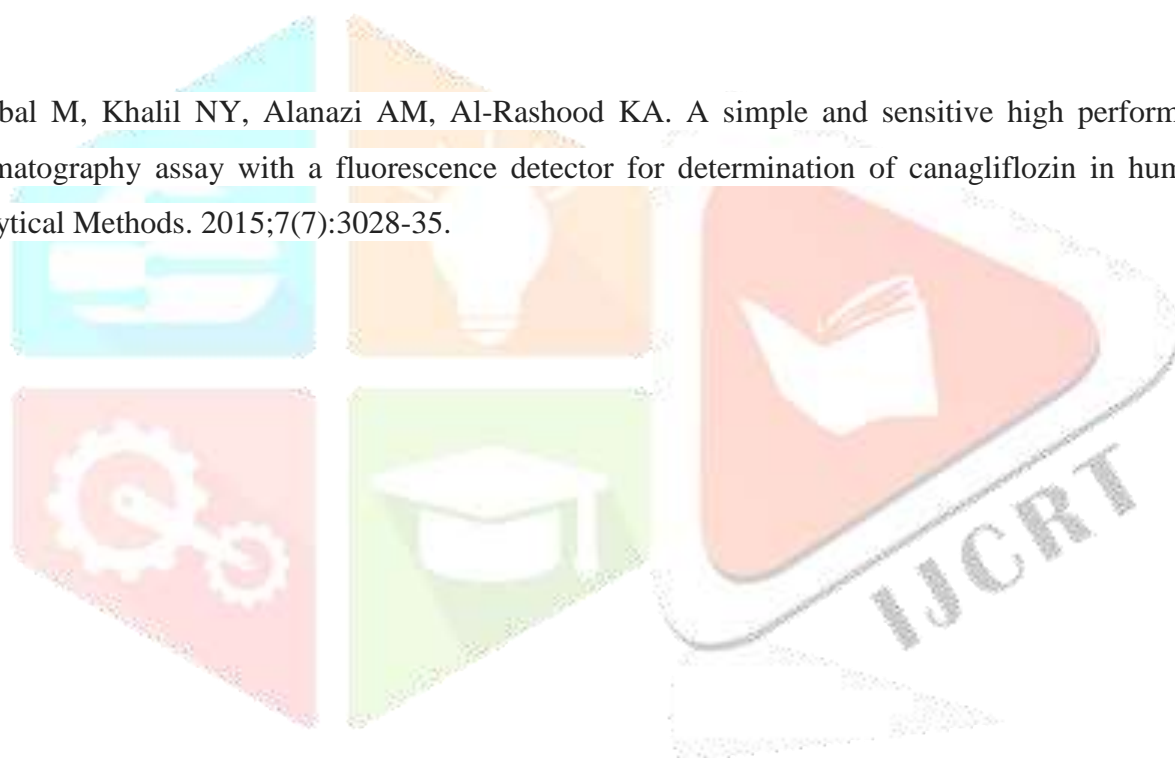 bal M, Khalil NY, Alanazi AM, Al-Rashood KA. A simple and sensitive high perform
matography assay with a fluorescence detector for determination of canagliflozin in hum
ytical Methods. 2015;7(7):3028-35.
IJCRT